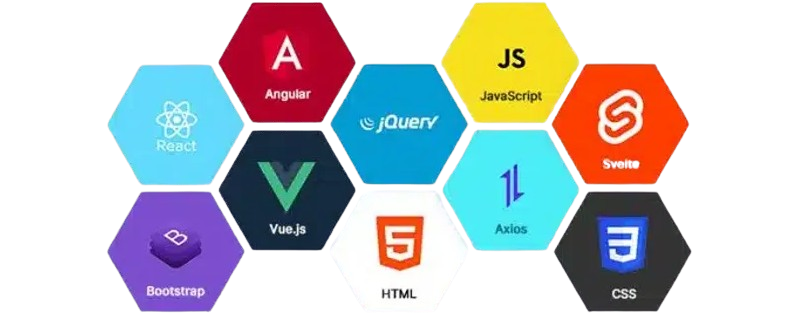 Angular
JS
JavaScript
React
jQuery
Svelte
Vue.js
Axios
Bootstrap
HTML
CSS